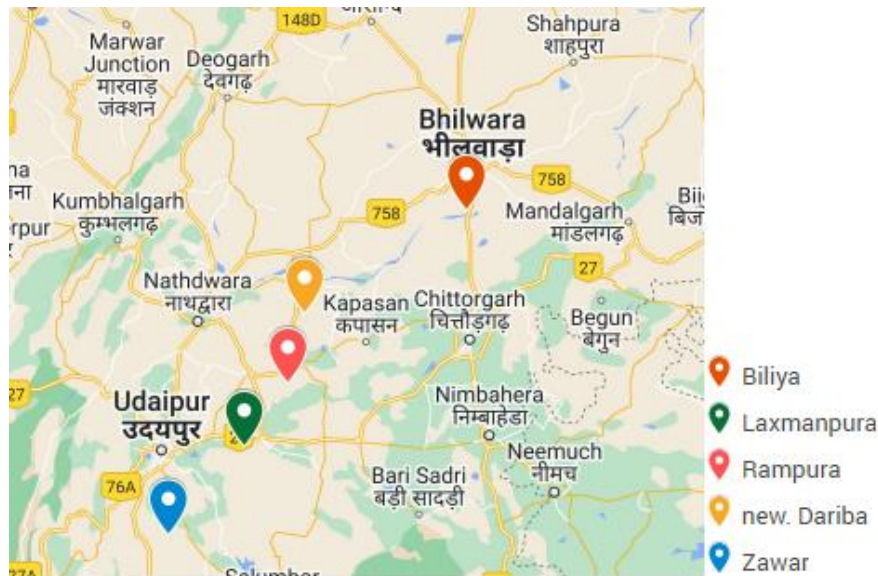 148D
Shahpura
शाहपुरा
Marwar
Junction
मारवाड़
जंक्शन
Deogarh
देवगढ़
Bhilwara
भीलवाड़ा
758
758
Kumbhalgarh
कुम्भलगढ़
Mandalgarh
मांडलगढ़
27
Nathdwara
नाथद्वारा
Kapasan
कपासन
Chittorgarh
चित्तौड़गढ़
Begun
बेगुन
27
Udaipur
उदयपुर
Nimbahera
निम्बाहेडा
Neemuch
नीमच
76A
Bari Sadri
बड़ी सादड़ी
Biliya
Laxmanpura
Rampura
new. Dariba
Zawar